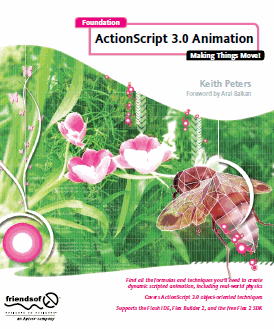 Foundation
ActionScript 3.0 Animation
Making Things Move!
Keith Peters
Foreword by Aral Balkan
Find all the formulas and techniques you'll need to create
dynamic scripted animation, including real-world physics
Covers ActionScript 3.0 object-oriented techniques
Supports the Flash IDE, Flex Builder 2, and the free Flex 2 SDK
friendsof
an Apress company